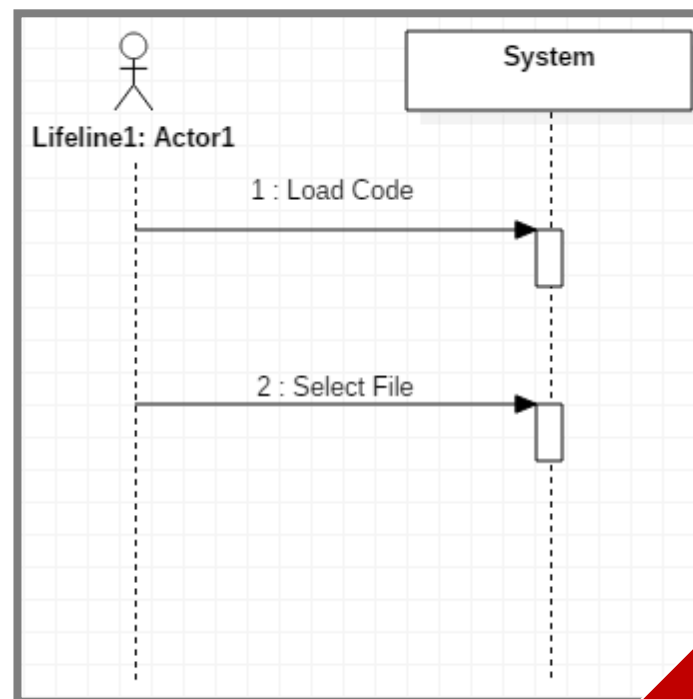 System
Lifeline1: Actor1
1 : Load Code
2 : Select File